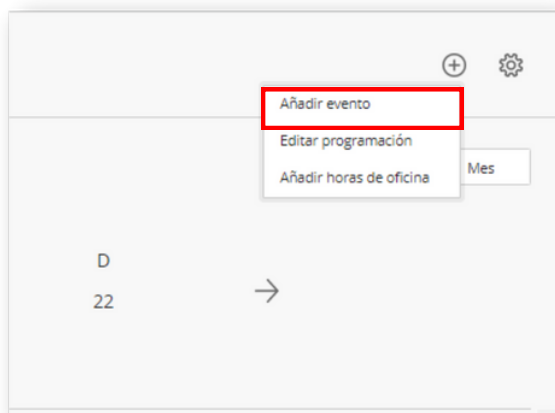 Añadir evento
Editar programación
Añadir horas de oficina
Mes
D
22